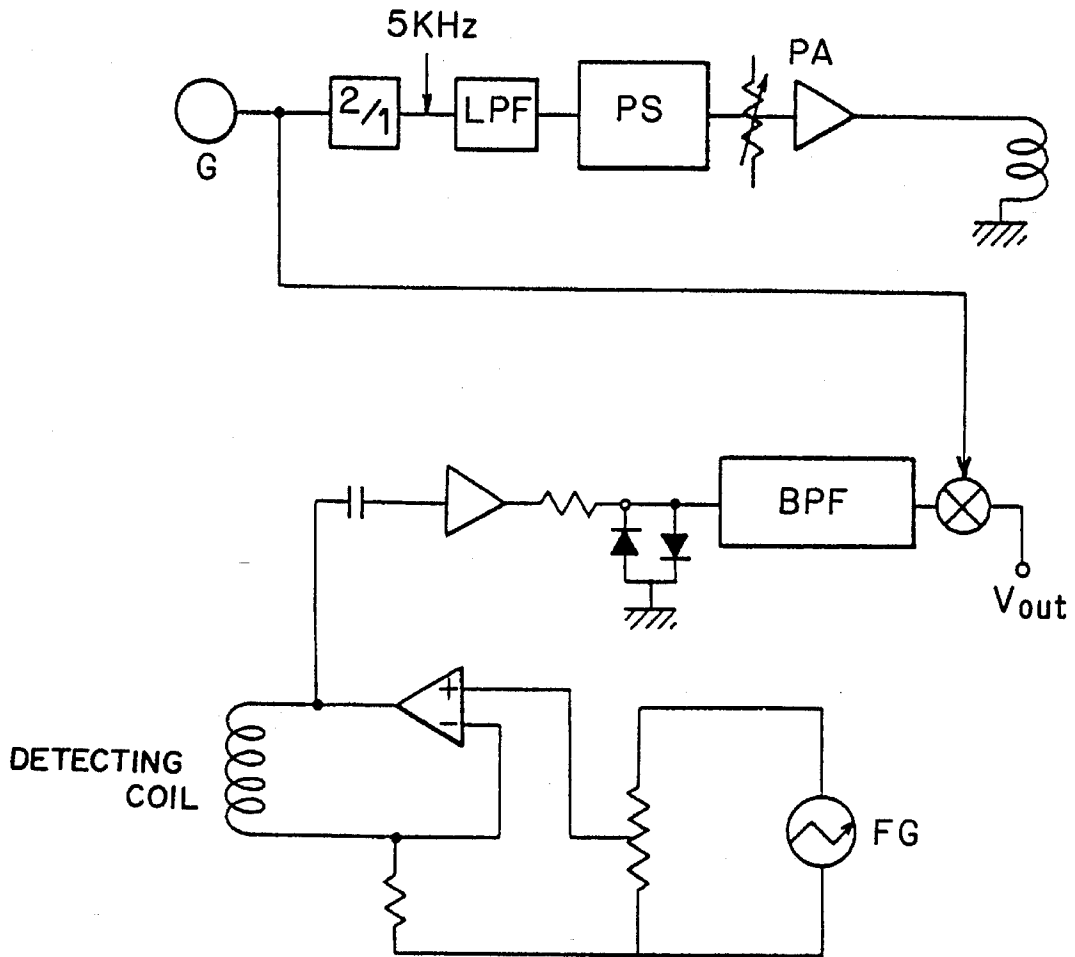 5KHz
PA
2/1
LPF
PS
G
BPF
Vout
+
−
DETECTING
COIL
FG